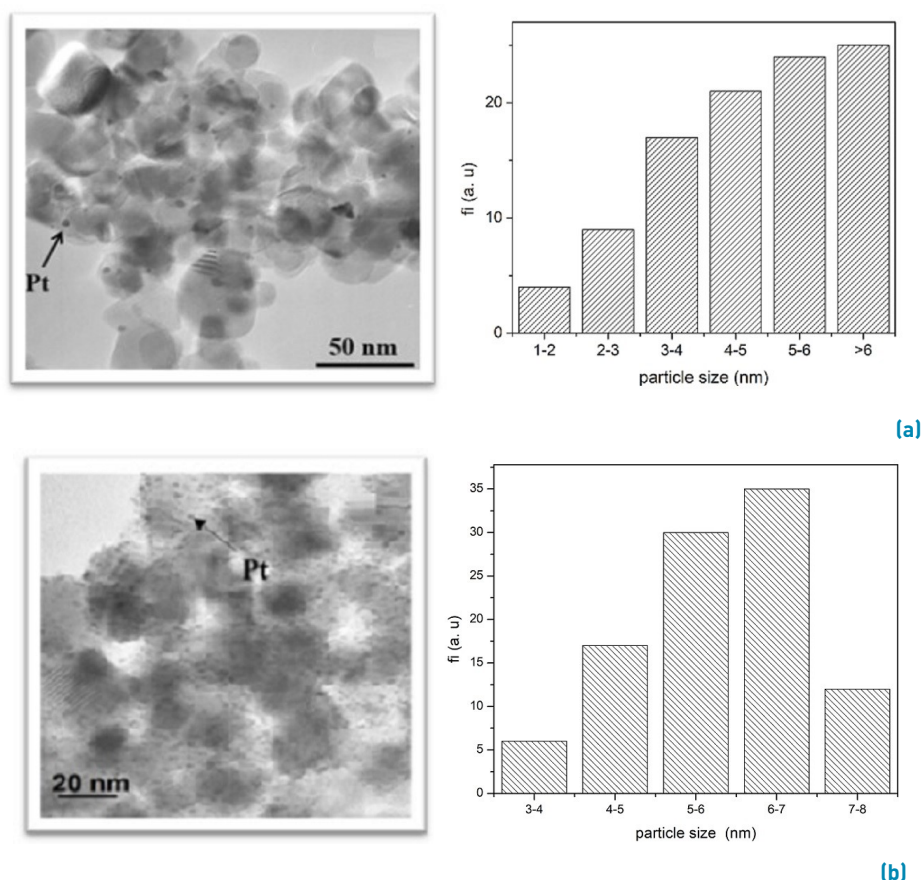 Pt
50 nm
fi (a. u)
20
10
0
1-2 2-3 3-4 4-5 5-6 >6
particle size (nm)
(a)
Pt
20 nm
fi (a. u)
35
30
25
20
15
10
5
0
3-4 4-5 5-6 6-7 7-8
particle size (nm)
(b)